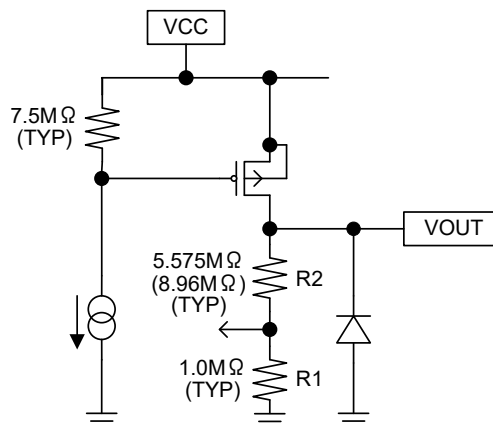 VCC
7.5MΩ
(TYP)
VOUT
5.575MΩ
(8.96MΩ)
(TYP)
R2
1.0MΩ
(TYP)
R1